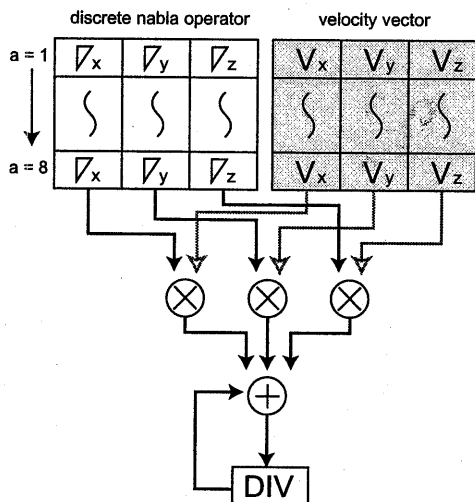 discrete nabla operator velocity vector
a = 1 ∇x ∇y ∇z Vx Vy Vz
a = 8 ∇x ∇y ∇z Vx Vy Vz
× × ×
+
DIV